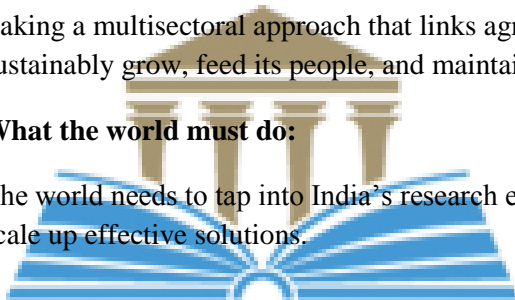 aking a multisectoral approach that links agr
ustainably grow, feed its people, and maintai
What the world must do:
he world needs to tap into India’s research e
cale up effective solutions.